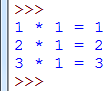 >>>
1 * 1 = 1
2 * 1 = 2
3 * 1 = 3
>>>